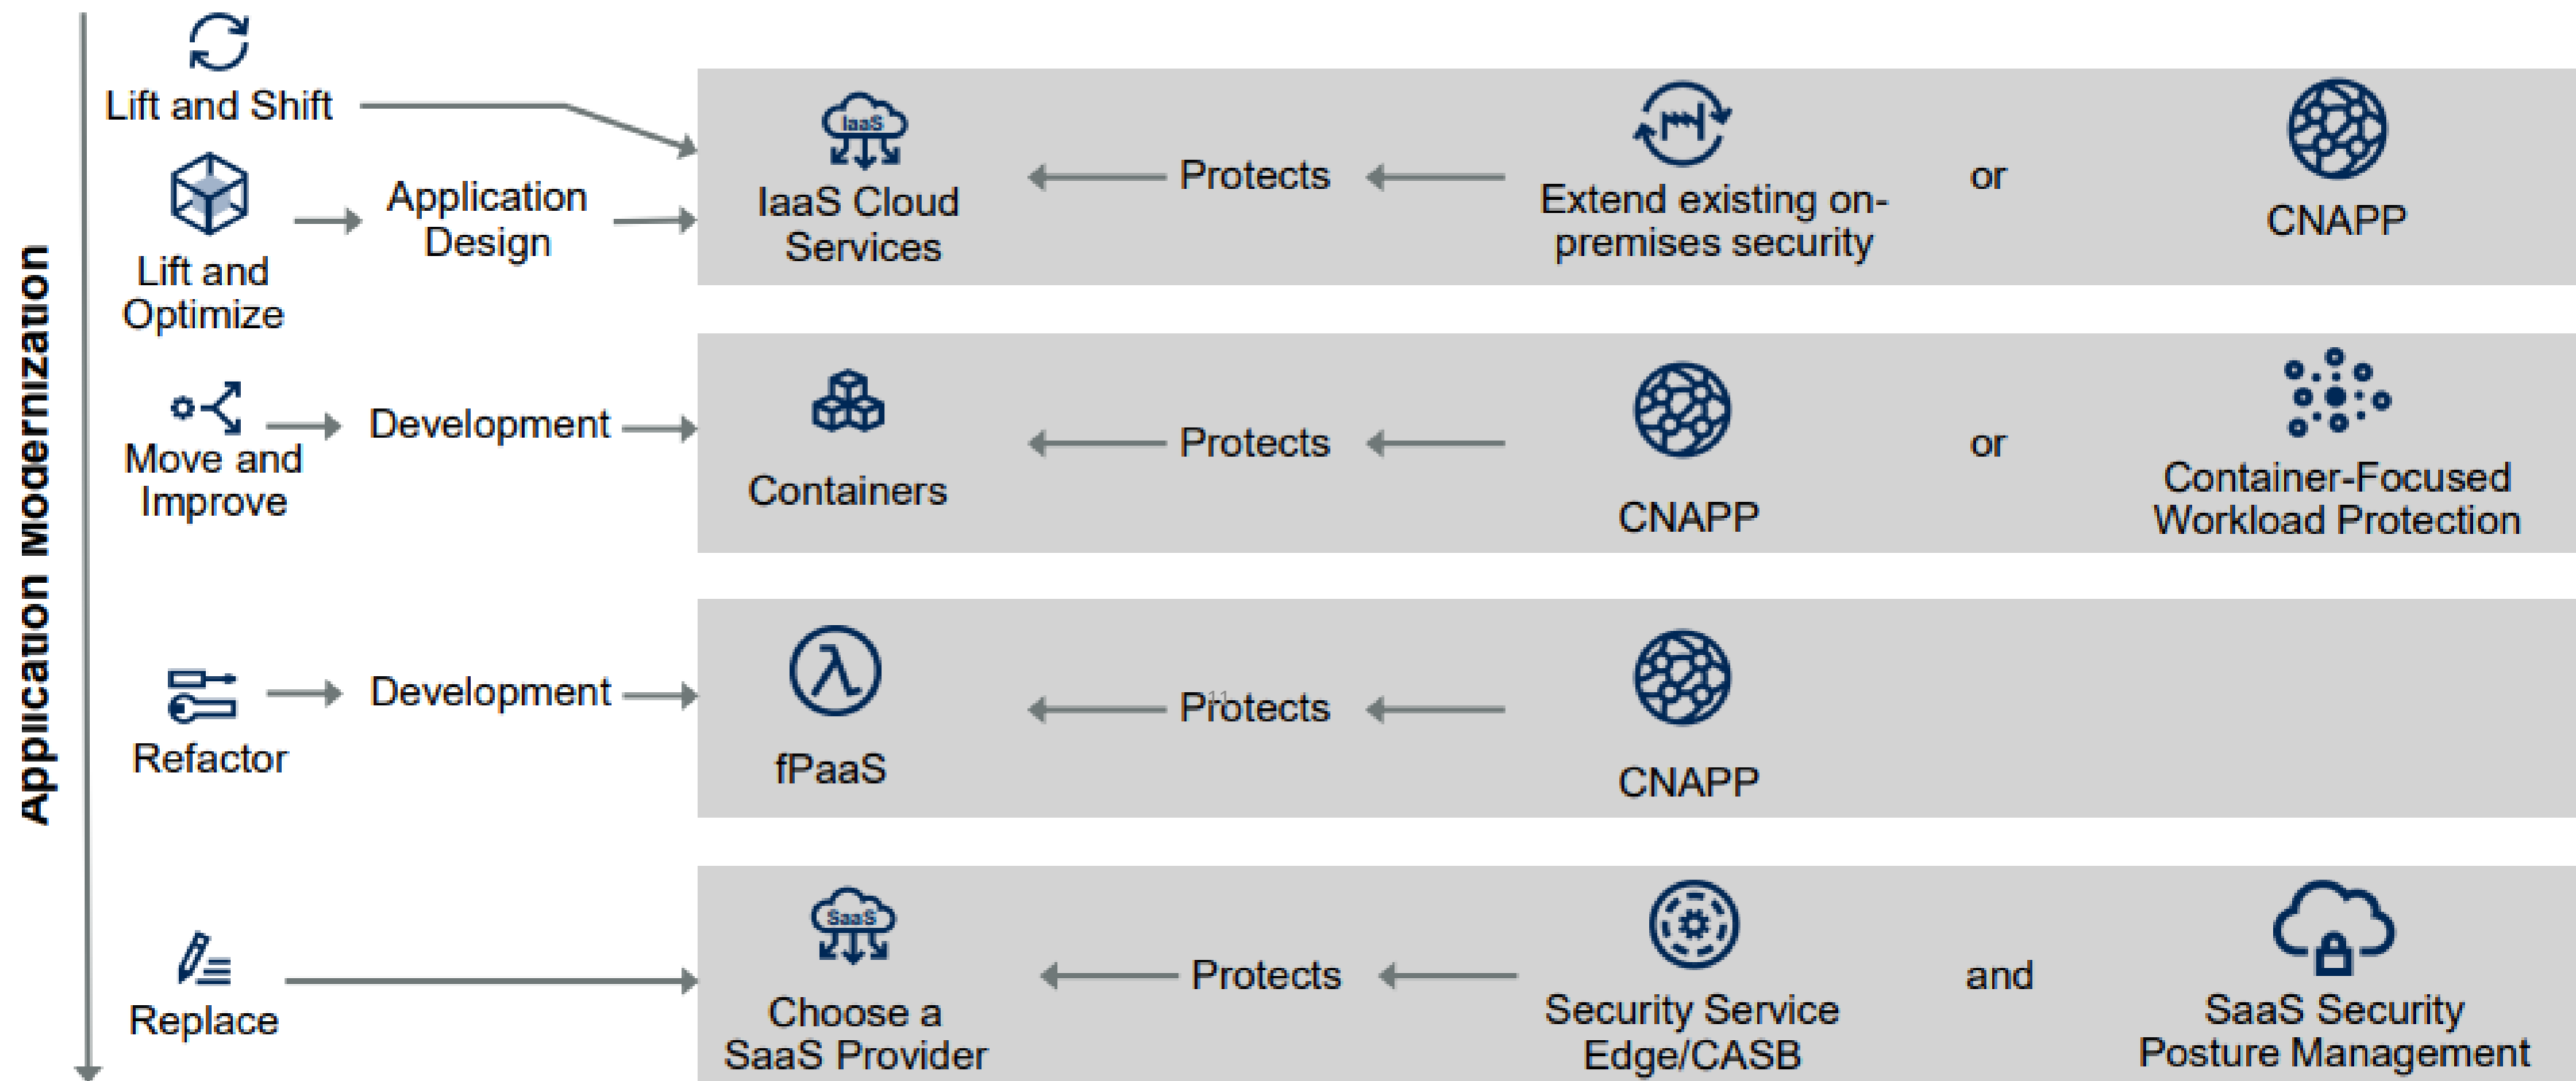 Application Modernization
Lift and Shift
Lift and
Optimize
Application
Design
IaaS
IaaS Cloud
Services
Protects
Extend existing on-
premises security
or
CNAPP
Move and
Improve
Development
Containers
Protects
CNAPP
or
Container-Focused
Workload Protection
Refactor
Development
λ
fPaaS
Protects
11
CNAPP
Replace
SaaS
Choose a
SaaS Provider
Protects
Security Service
Edge/CASB
and
SaaS Security
Posture Management